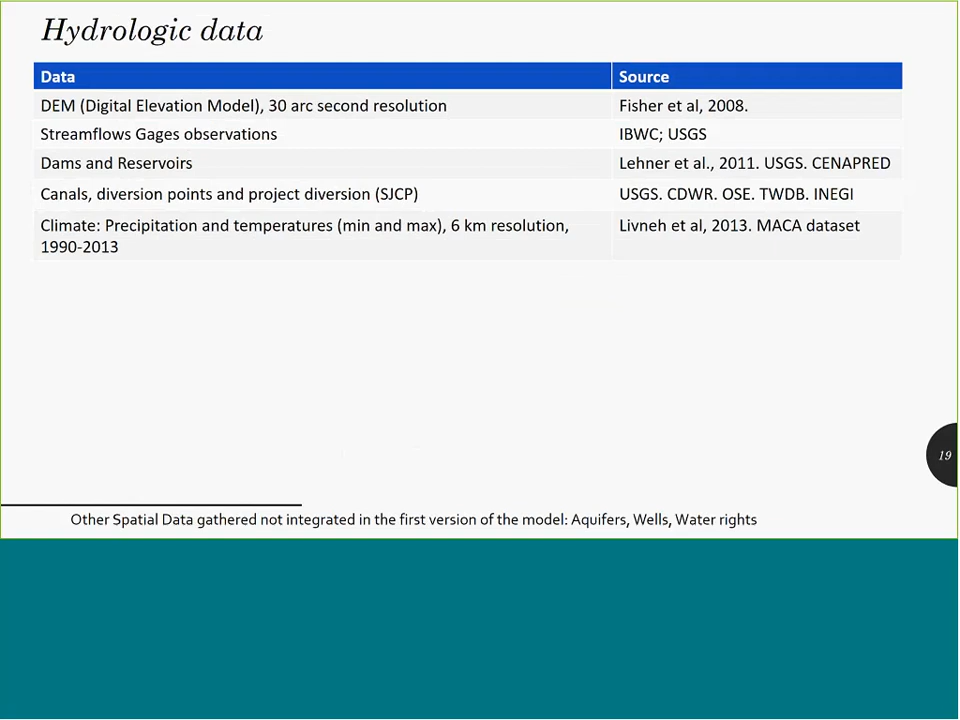 Hydrologic data
Data Source
DEM (Digital Elevation Model), 30 arc second resolution Fisher et al, 2008.
Streamflows Gages observations IBWC; USGS
Dams and Reservoirs Lehner et al., 2011. USGS. CENAPRED
Canals, diversion points and project diversion (SJCP) USGS. CDWR. OSE. TWDB. INEGI
Climate: Precipitation and temperatures (min and max), 6 km resolution, Livneh et al, 2013. MACA dataset
1990-2013
19
Other Spatial Data gathered not integrated in the first version of the model: Aquifers, Wells, Water rights